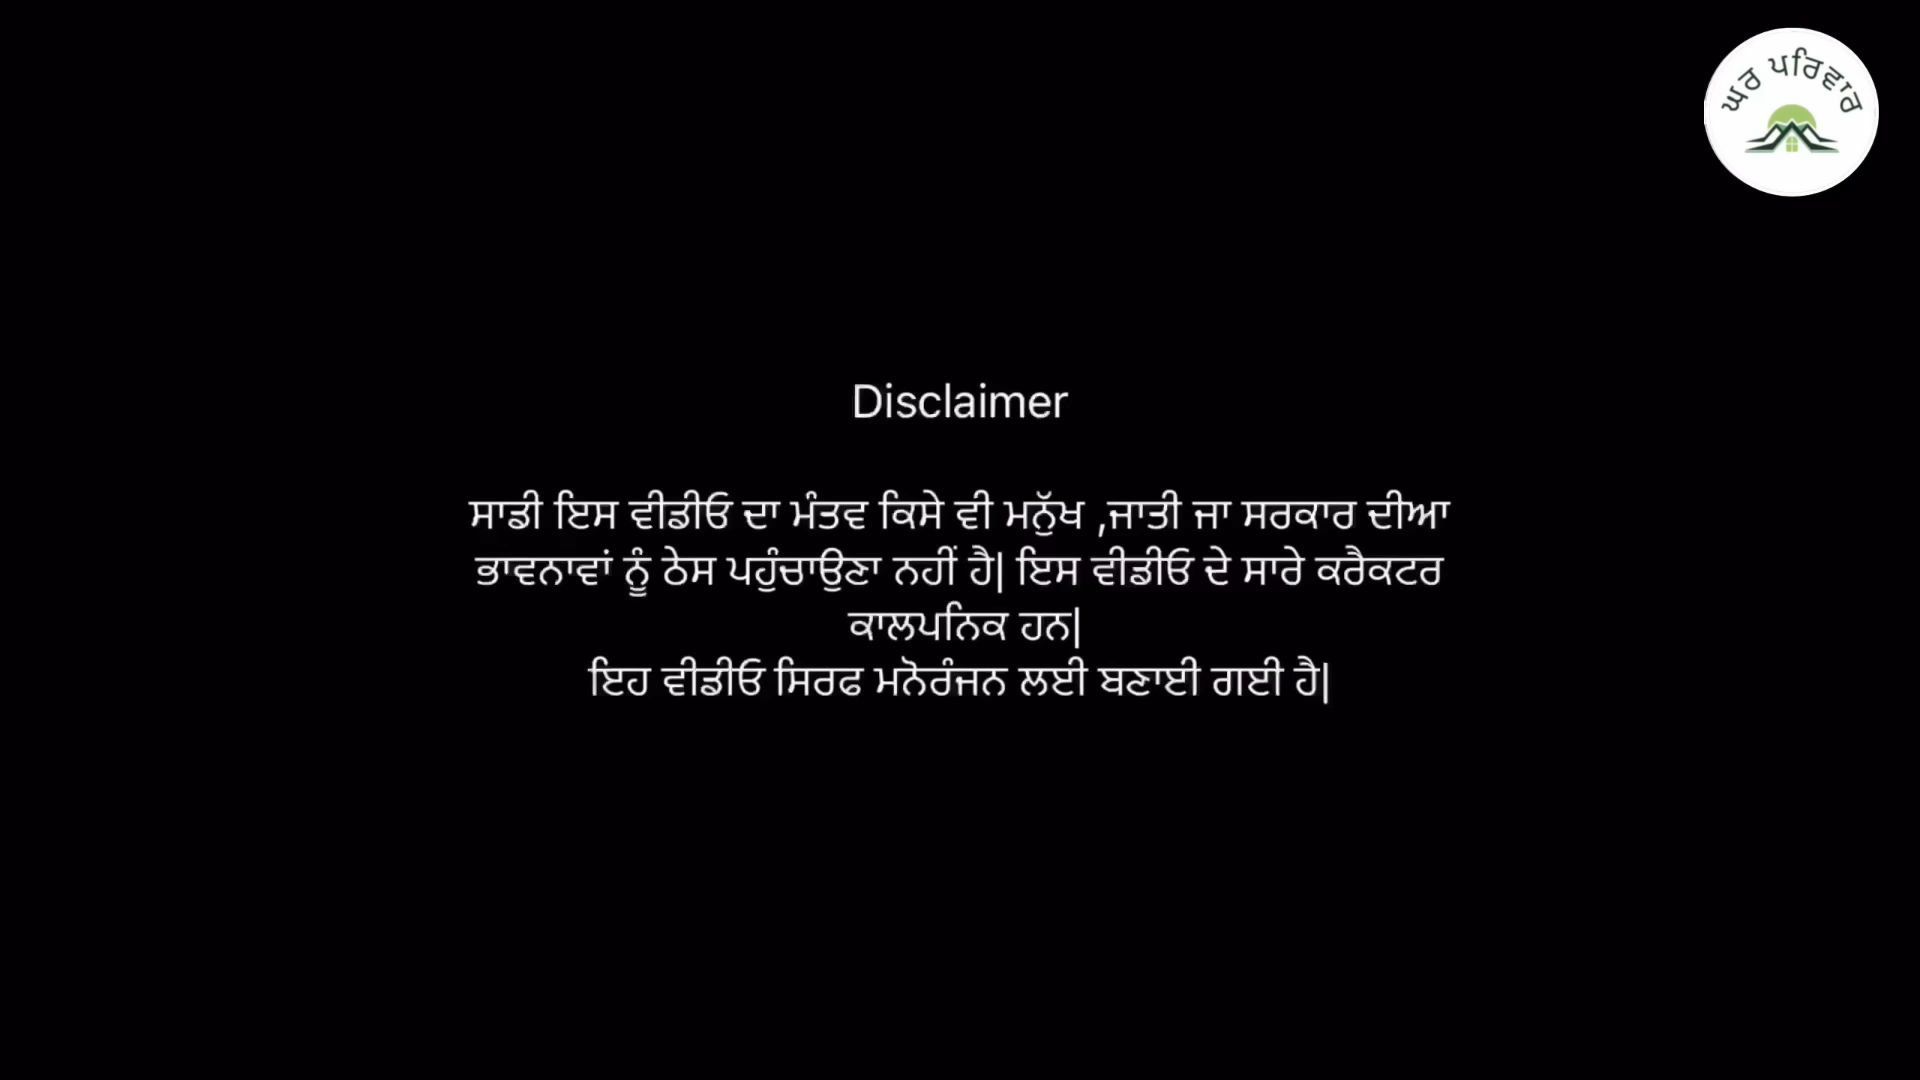 ਘਰ ਪਰਿਵਾਰ
Disclaimer
ਸਾਡੀ ਇਸ ਵੀਡੀਓ ਦਾ ਮੰਤਵ ਕਿਸੇ ਵੀ ਮਨੁੱਖ ,ਜਾਤੀ ਜਾ ਸਰਕਾਰ ਦੀਆ
ਭਾਵਨਾਵਾਂ ਨੂੰ ਠੇਸ ਪਹੁੰਚਾਉਣਾ ਨਹੀਂ ਹੈ| ਇਸ ਵੀਡੀਓ ਦੇ ਸਾਰੇ ਕਰੈਕਟਰ
ਕਾਲਪਨਿਕ ਹਨ|
ਇਹ ਵੀਡੀਓ ਸਿਰਫ ਮਨੋਰੰਜਨ ਲਈ ਬਣਾਈ ਗਈ ਹੈ|